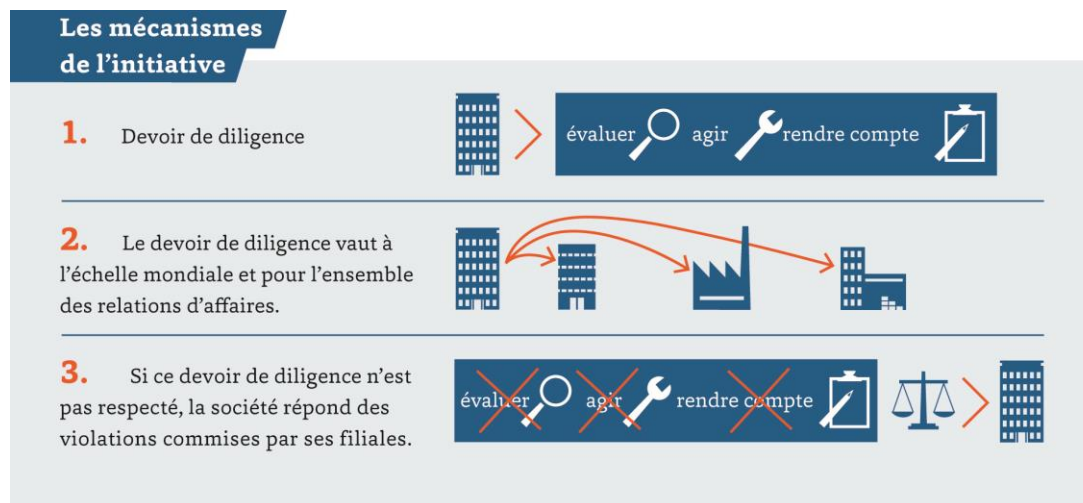 Les mécanismes
de l'initiative
1. Devoir de diligence
évaluer agir rendre compte
2. Le devoir de diligence vaut à
l'échelle mondiale et pour l'ensemble
des relations d'affaires.
3. Si ce devoir de diligence n'est
pas respecté, la société répond des
violations commises par ses filiales.
évaluer agir rendre compte